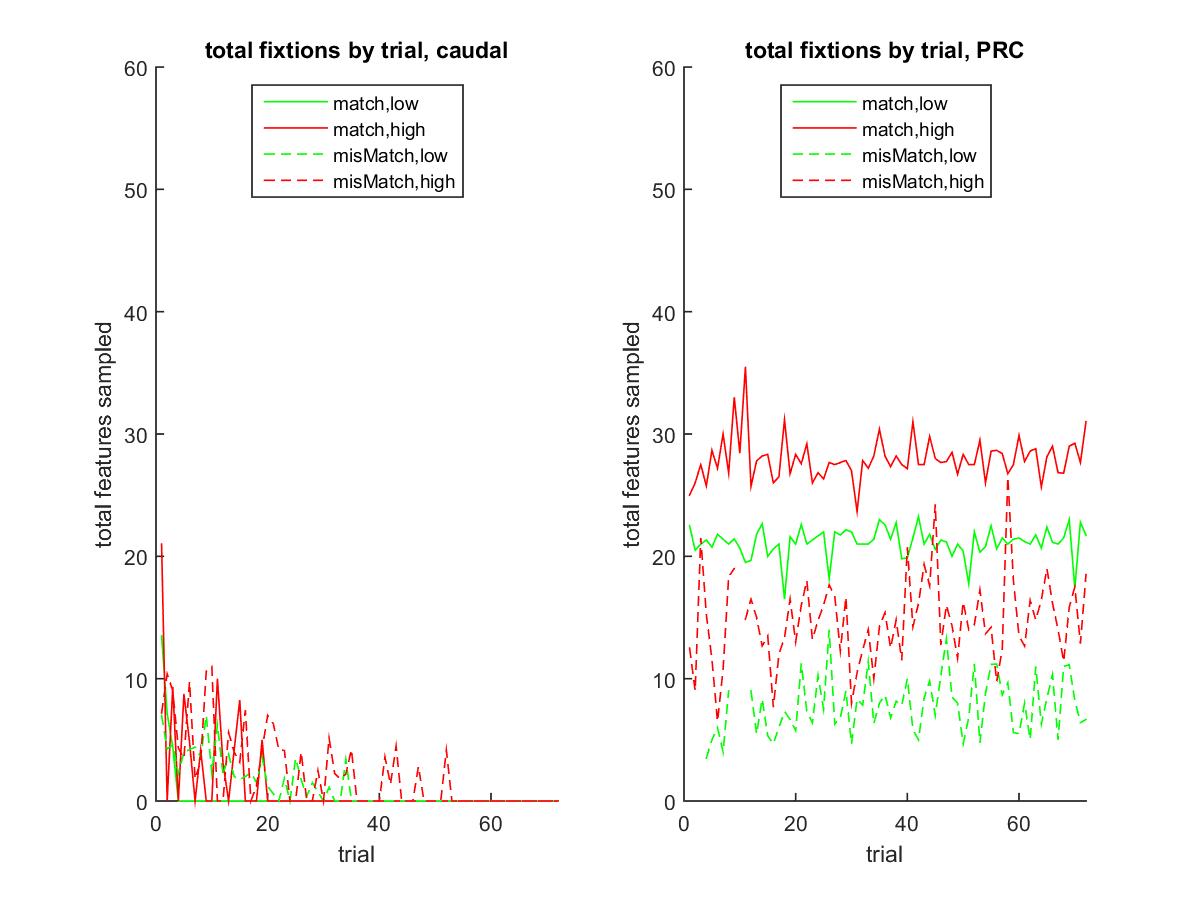 total fixtions by trial, caudal
60
50
40
30
20
10
0
total features sampled
match,low
match,high
misMatch,low
misMatch,high
0 20 40 60
trial
total fixtions by trial, PRC
60
50
40
30
20
10
0
total features sampled
match,low
match,high
misMatch,low
misMatch,high
0 20 40 60
trial